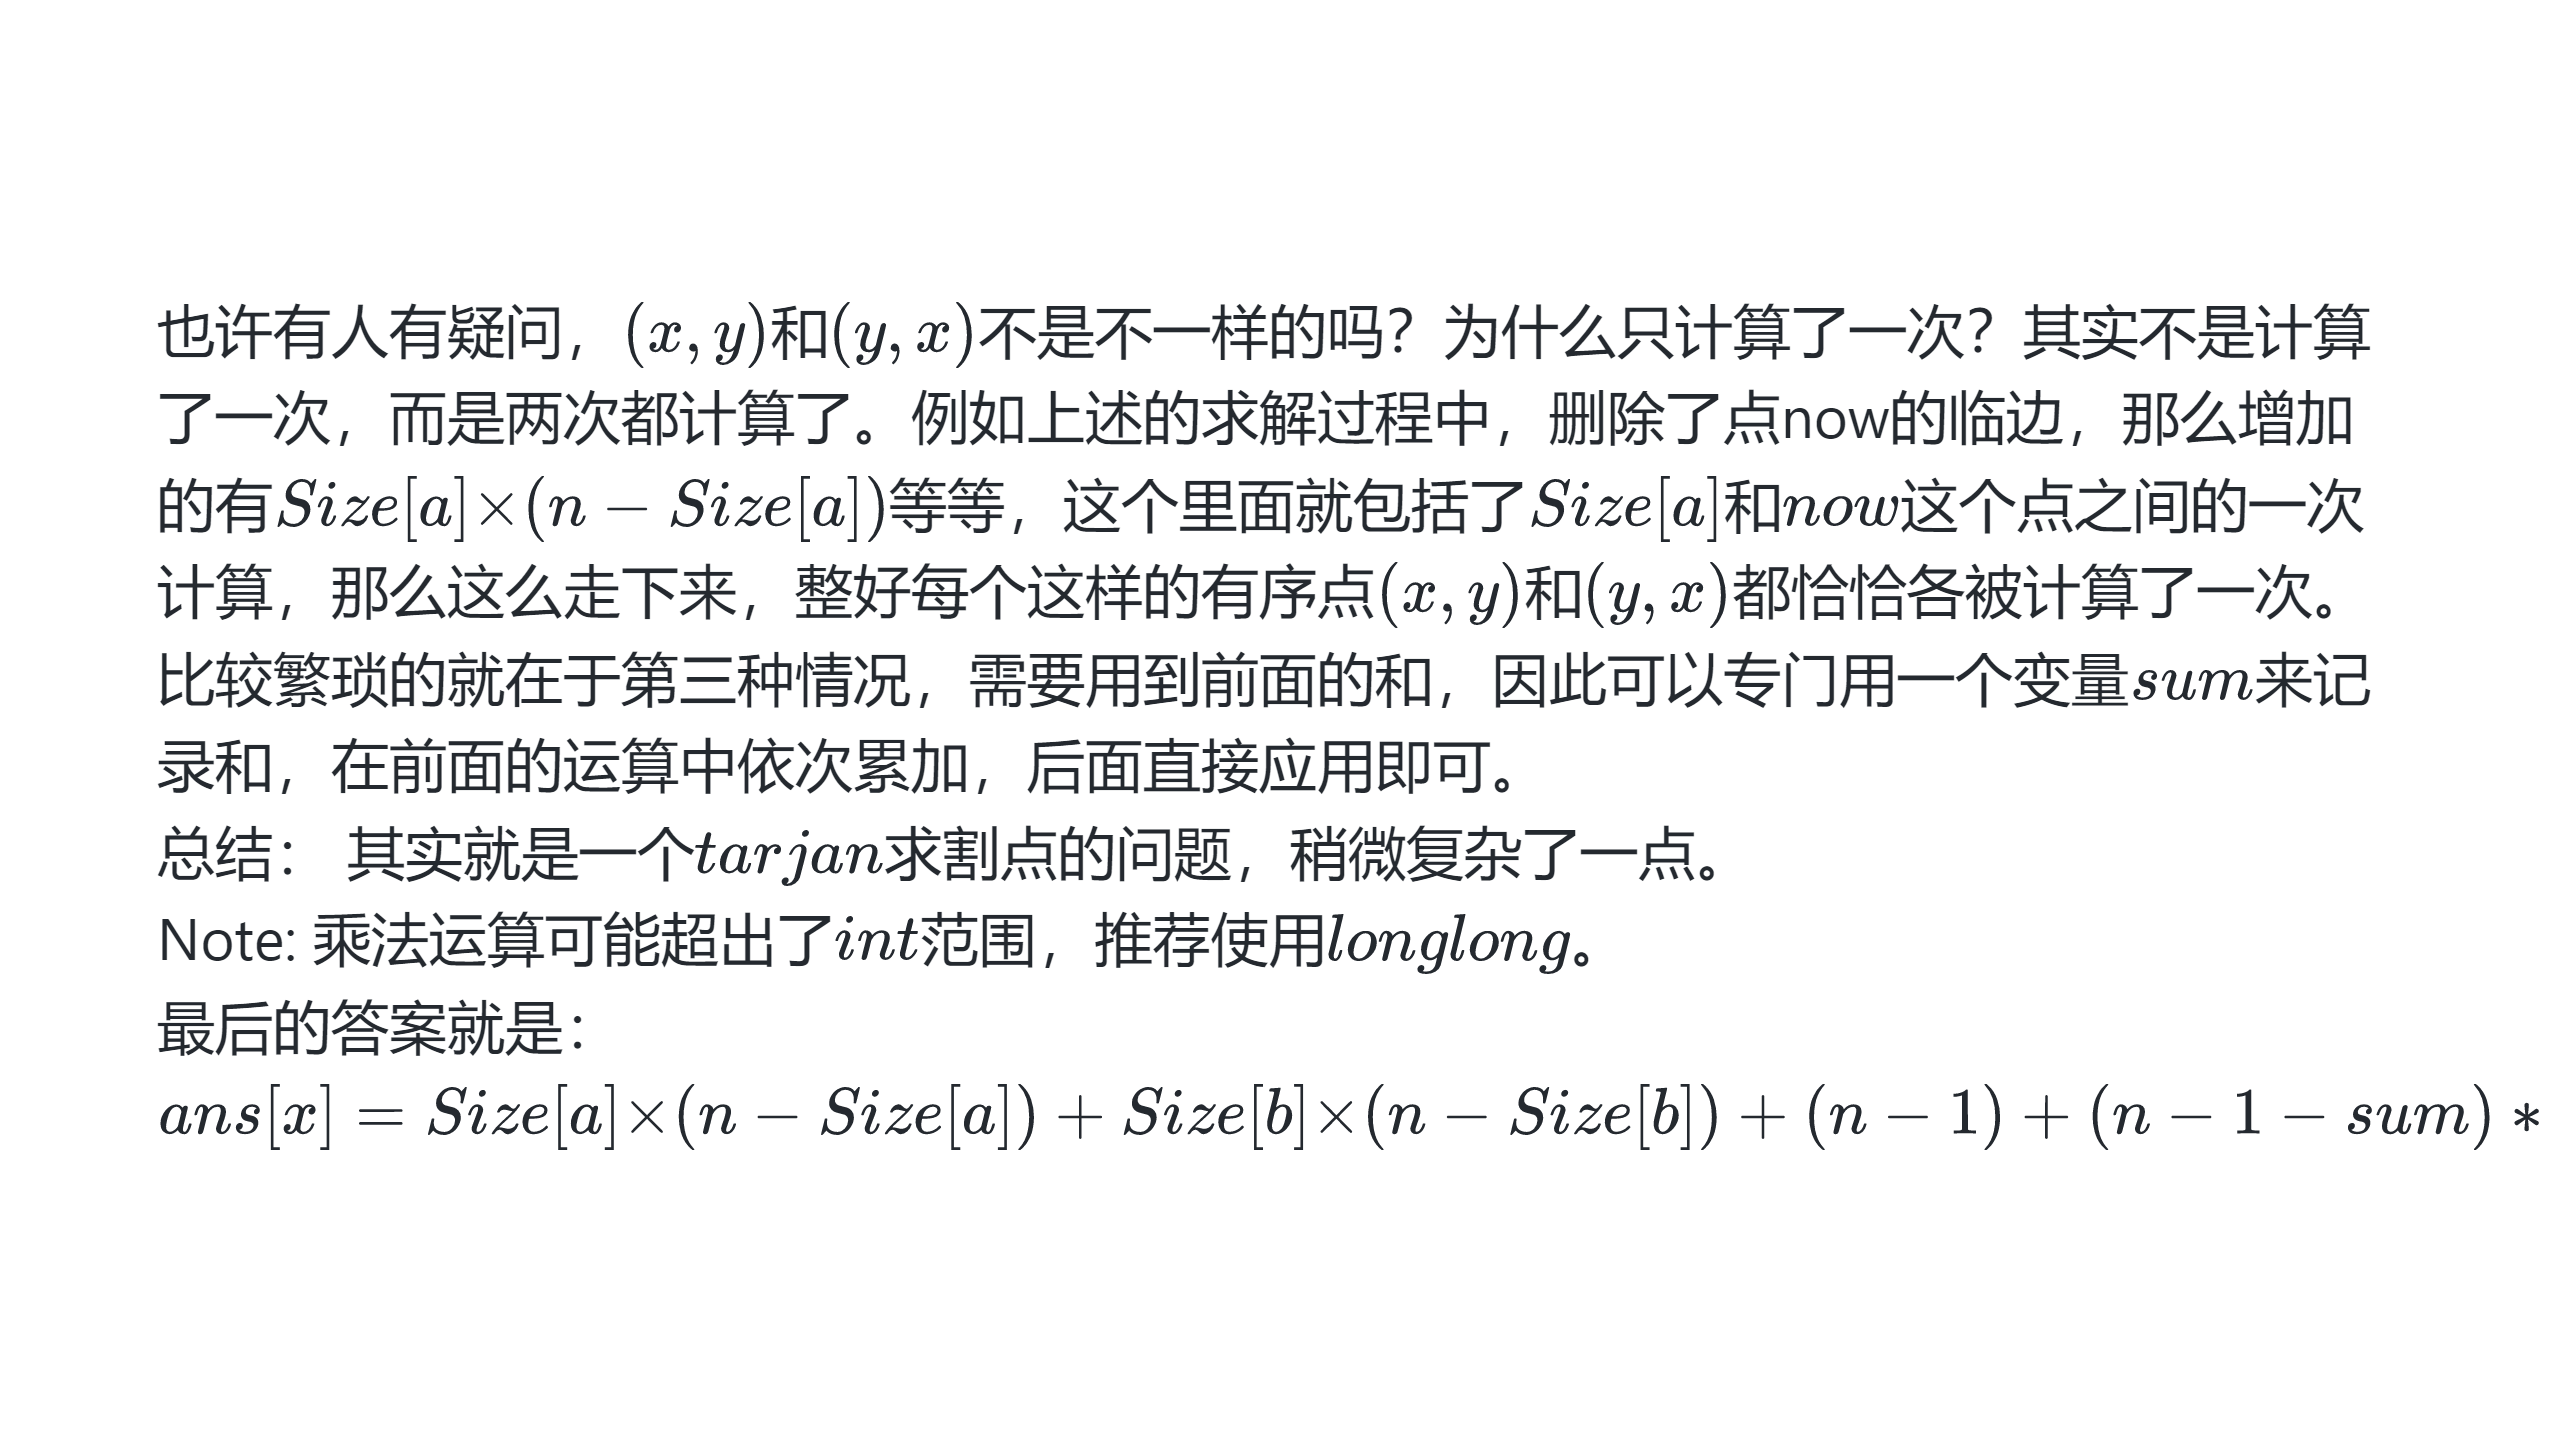 也许有人有疑问，(x, y)和(y, x)不是不一样的吗？为什么只计算了一次？其实不是计算
了一次，而是两次都计算了。例如上述的求解过程中，删除了点now的临边，那么增加
的有Size[a]×(n − Size[a])等等，这个里面就包括了Size[a]和now这个点之间的一次
计算，那么这么走下来，整好每个这样的有序点(x, y)和(y, x)都恰恰各被计算了一次。
比较繁琐的就在于第三种情况，需要用到前面的和，因此可以专门用一个变量sum来记
录和，在前面的运算中依次累加，后面直接应用即可。
总结： 其实就是一个tarjan求割点的问题，稍微复杂了一点。
Note: 乘法运算可能超出了int范围，推荐使用longlong。
最后的答案就是：
ans[x] = Size[a]×(n − Size[a]) + Size[b]×(n − Size[b]) + (n − 1) + (n − 1 − sum) ∗